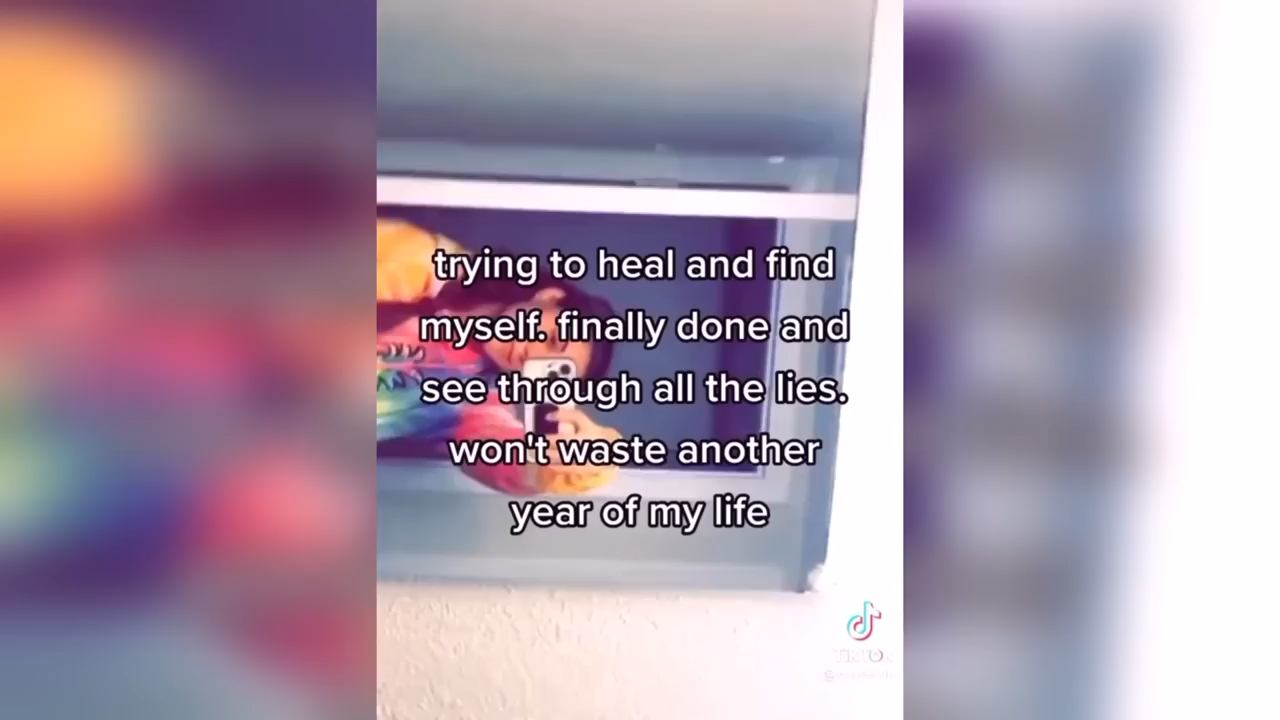 trying to heal and find
myself. finally done and
see through all the lies.
won't waste another
year of my life
TikTok